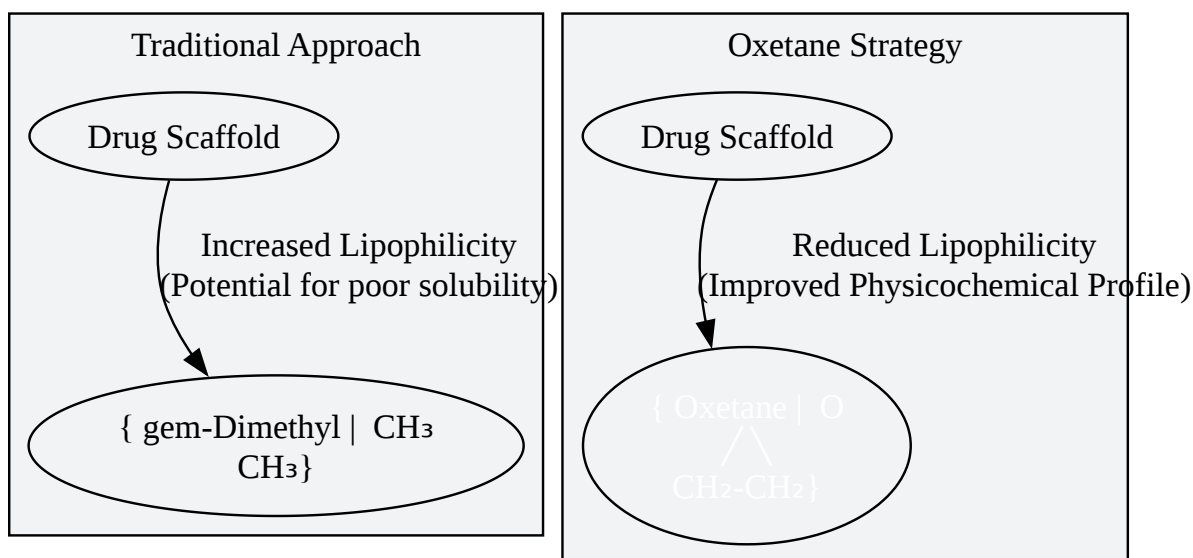 Traditional Approach
Drug Scaffold
Increased Lipophilicity
(Potential for poor solubility)
{ gem-Dimethyl | CH₃
CH₃}
Oxetane Strategy
Drug Scaffold
Reduced Lipophilicity
(Improved Physicochemical Profile)
{ Oxetane | O
╱ ╲
CH₂-CH₂}